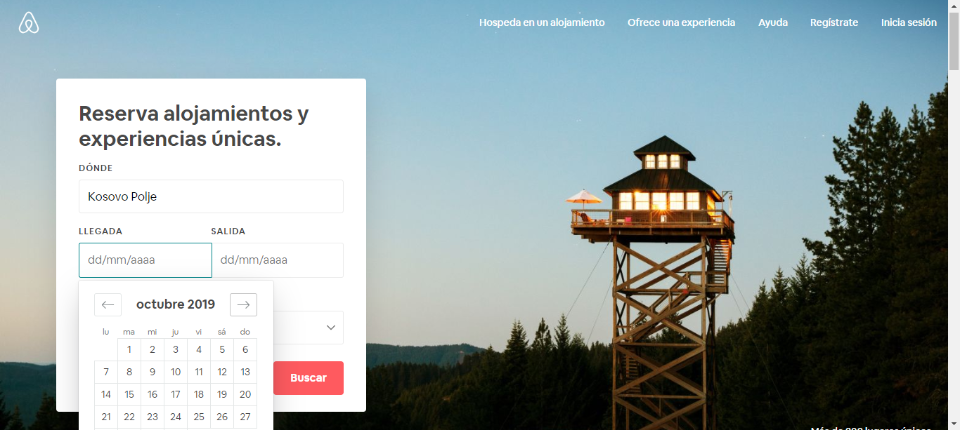 Hospeda en un alojamiento Ofrece una experiencia Ayuda Regístrate Inicia sesión
Reserva alojamientos y
experiencias únicas.
DÓNDE
Kosovo Polje
LLEGADA SALIDA
dd/mm/aaaa dd/mm/aaaa
octubre 2019
lu ma mi ju vi sá do
1 2 3 4 5 6
7 8 9 10 11 12 13
14 15 16 17 18 19 20
21 22 23 24 25 26 27
Buscar